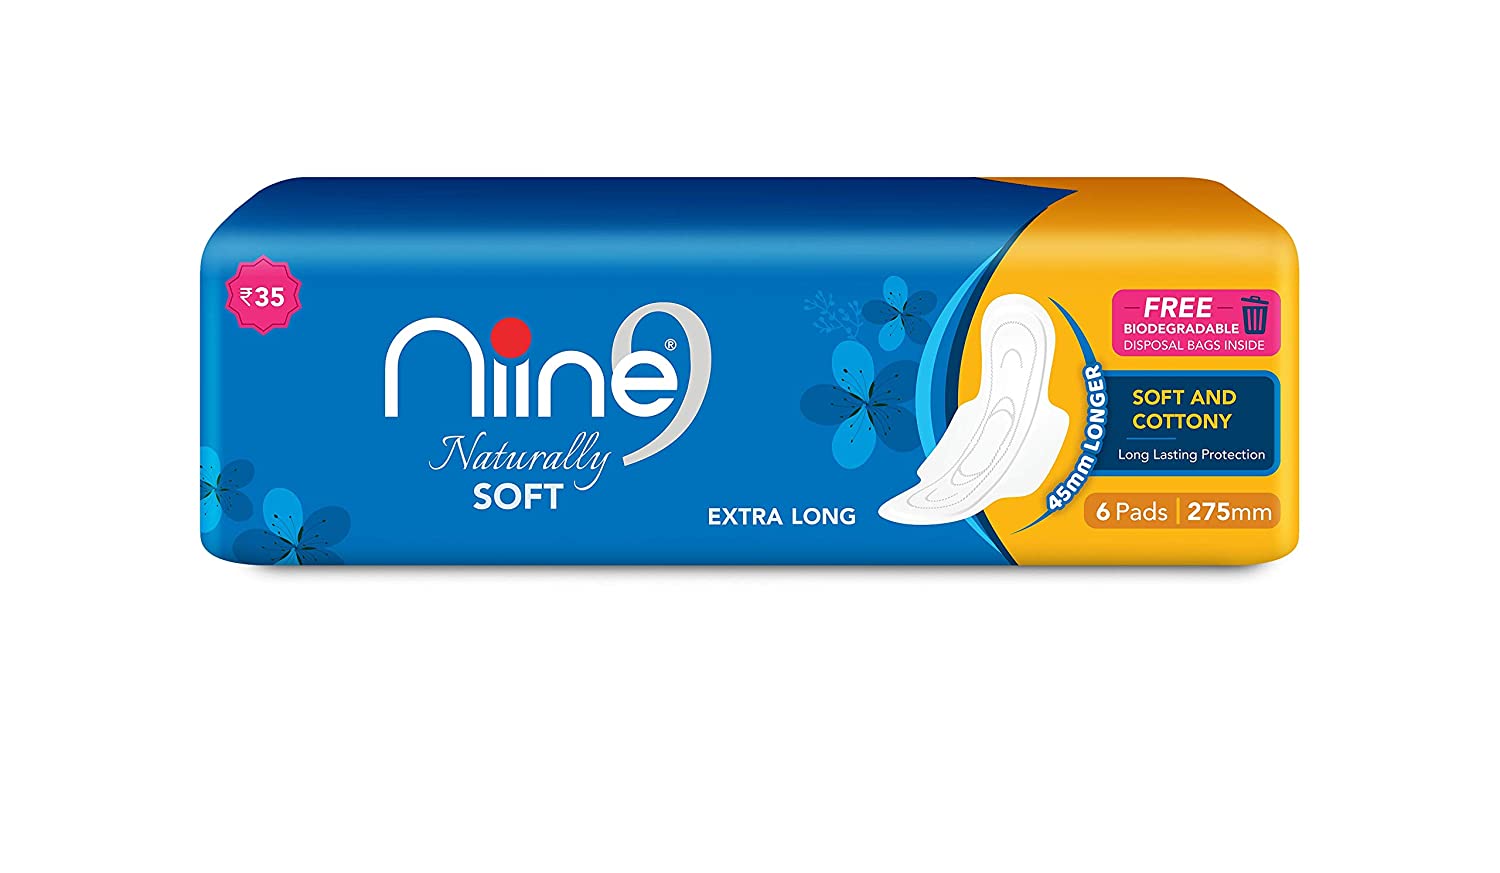 ₹35
niine9®
Naturally
SOFT
EXTRA LONG
45mm LONGER
FREE
BIODEGRADABLE
DISPOSAL BAGS INSIDE
SOFT AND
COTTONY
Long Lasting Protection
6 Pads | 275mm